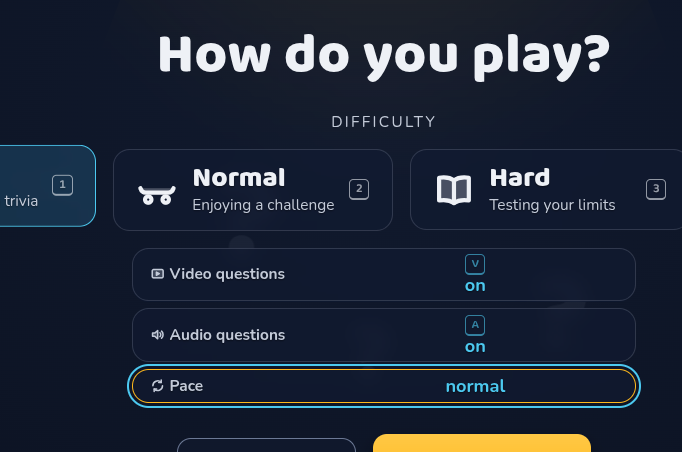 How do you play?
DIFFICULTY
trivia
1
Normal
Enjoying a challenge
2
Hard
Testing your limits
3
Video questions
V
on
Audio questions
A
on
Pace
normal